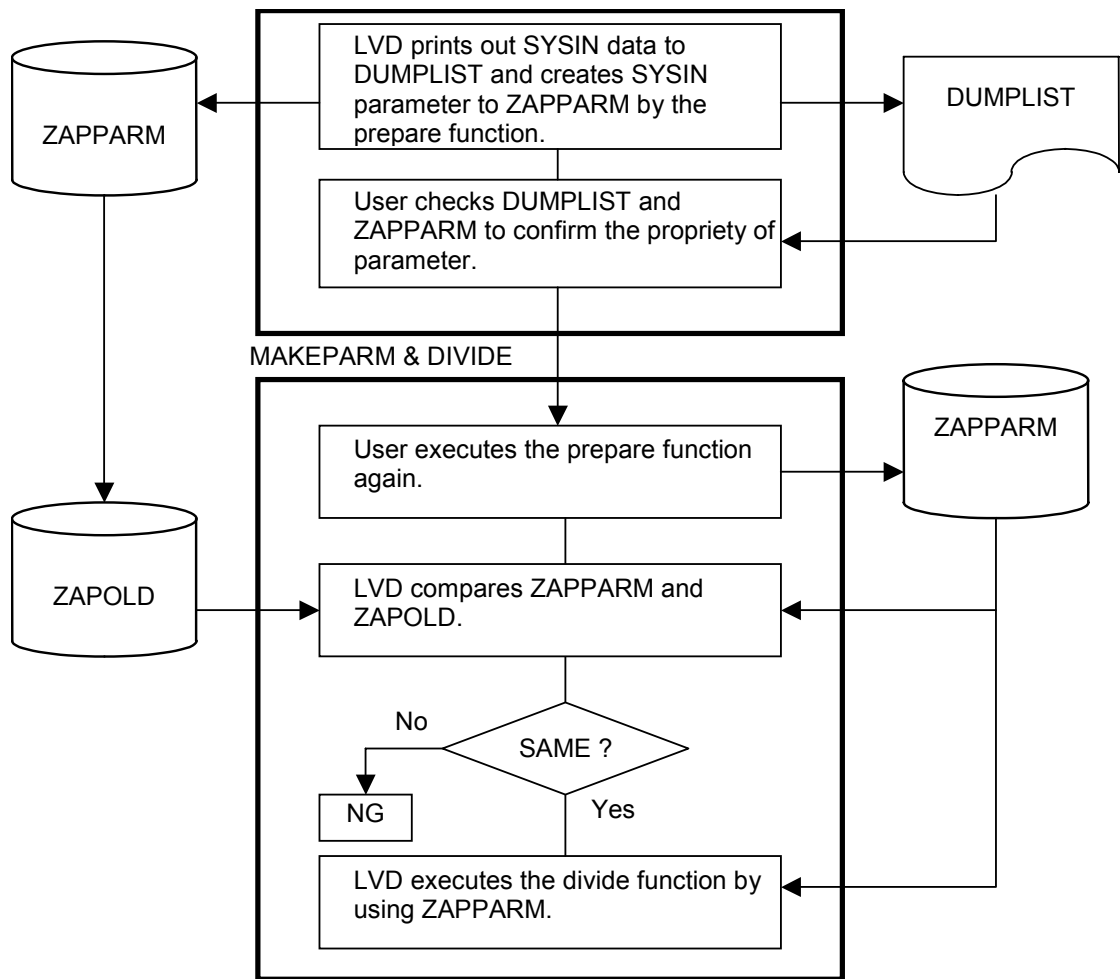 LVD prints out SYSIN data to
DUMPLIST and creates SYSIN
parameter to ZAPPARM by the
prepare function.
ZAPPARM
DUMPLIST
User checks DUMPLIST and
ZAPPARM to confirm the propriety of
parameter.
MAKEPARM & DIVIDE
User executes the prepare function
again.
ZAPPARM
ZAPOLD
LVD compares ZAPPARM and
ZAPOLD.
No
SAME ?
NG
Yes
LVD executes the divide function by
using ZAPPARM.